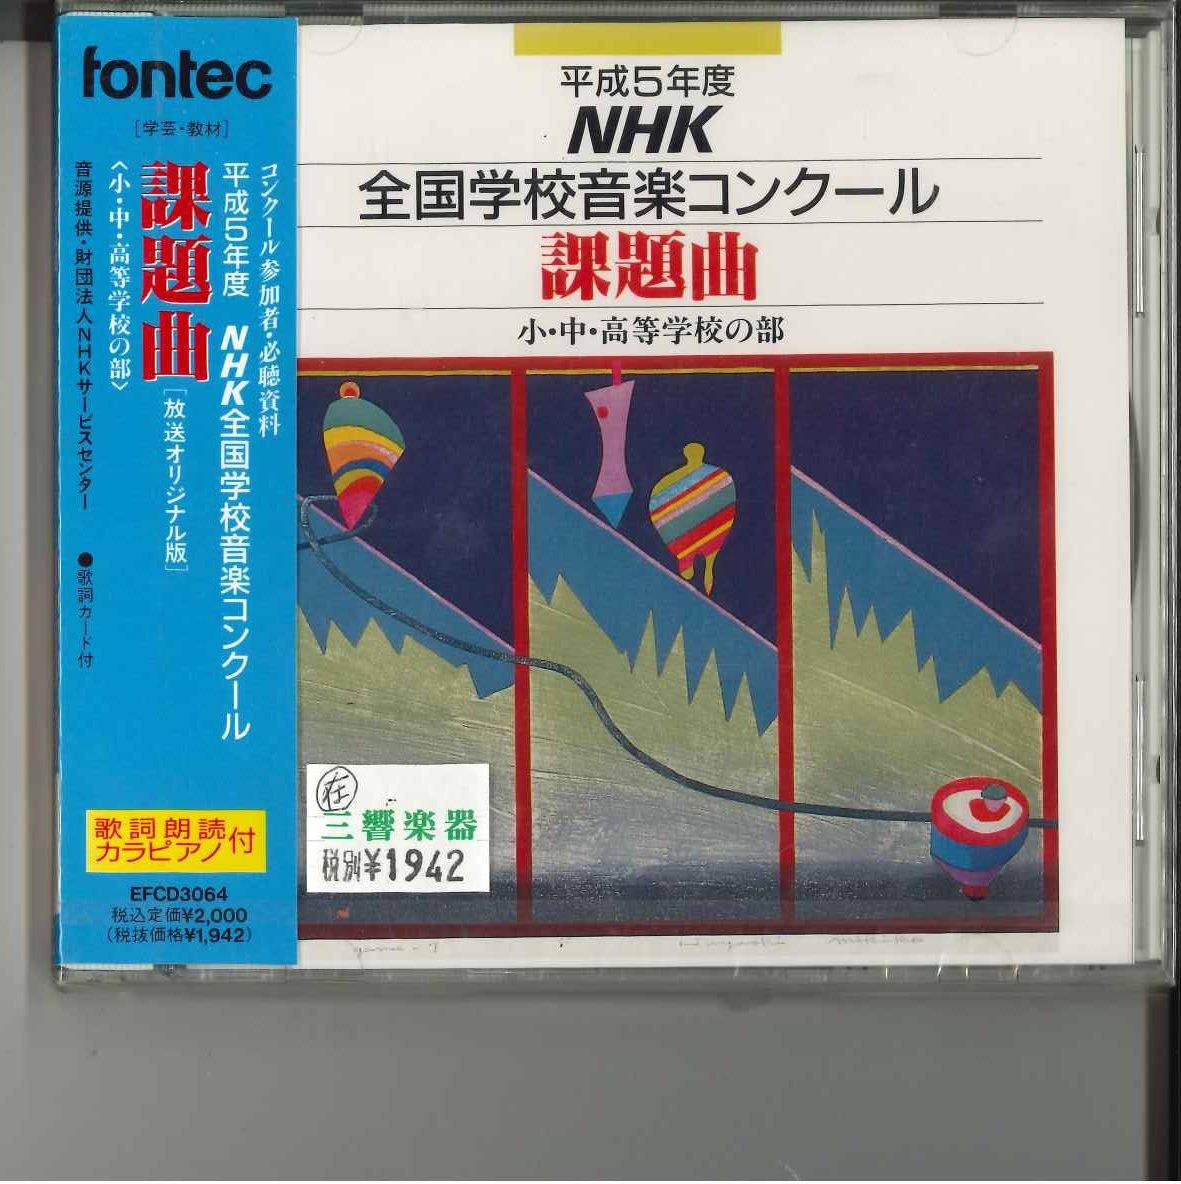 fontec
[学芸・教材]
コンクール参加者・必聴資料
平成5年度 NHK全国学校音楽コンクール
課題曲[放送オリジナル版]
〈小・中・高等学校の部〉
音源提供・財団法人NHKサービスセンター ●歌詞カード付
歌詞朗読
カラピアノ付
EFCD3064
税込定価¥2,000
(税抜価格¥1,942)
平成5年度
NHK
全国学校音楽コンクール
課題曲
小・中・高等学校の部
在
三響楽器
税別¥1942